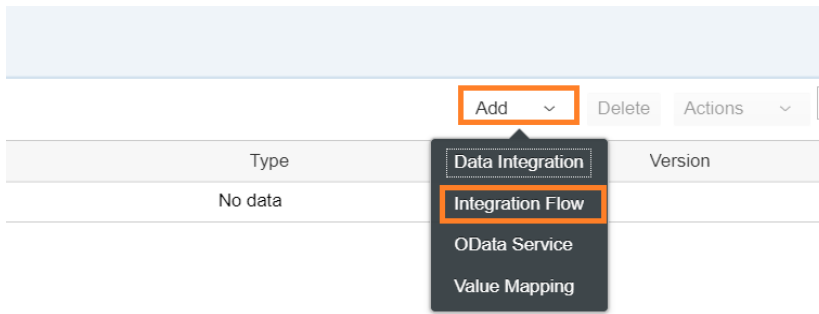 Add Delete Actions
Type Version
No data
Data Integration
Integration Flow
OData Service
Value Mapping